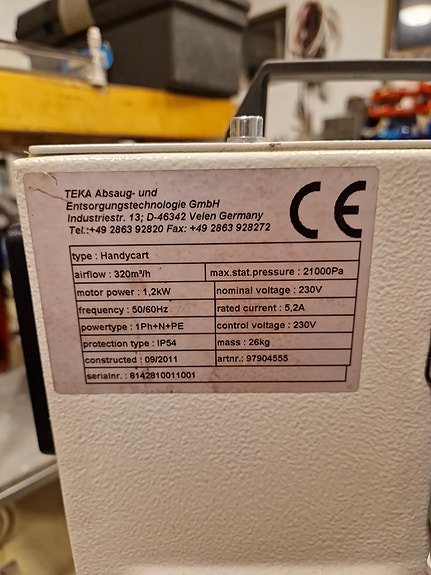 TEKA Absaug- und
Entsorgungstechnologie GmbH
Industriestr. 13; D-46342 Velen Germany
Tel.:+49 2863 92820 Fax: +49 2863 928272
CE
type : Handycart
airflow : 320m³/h max.stat.pressure : 21000Pa
motor power : 1,2kW nominal voltage : 230V
frequency : 50/60Hz rated current : 5,2A
powertype : 1Ph+N+PE control voltage : 230V
protection type : IP54 mass : 26kg
constructed : 09/2011 artnr.: 97904555
serialnr. : 8142810011001